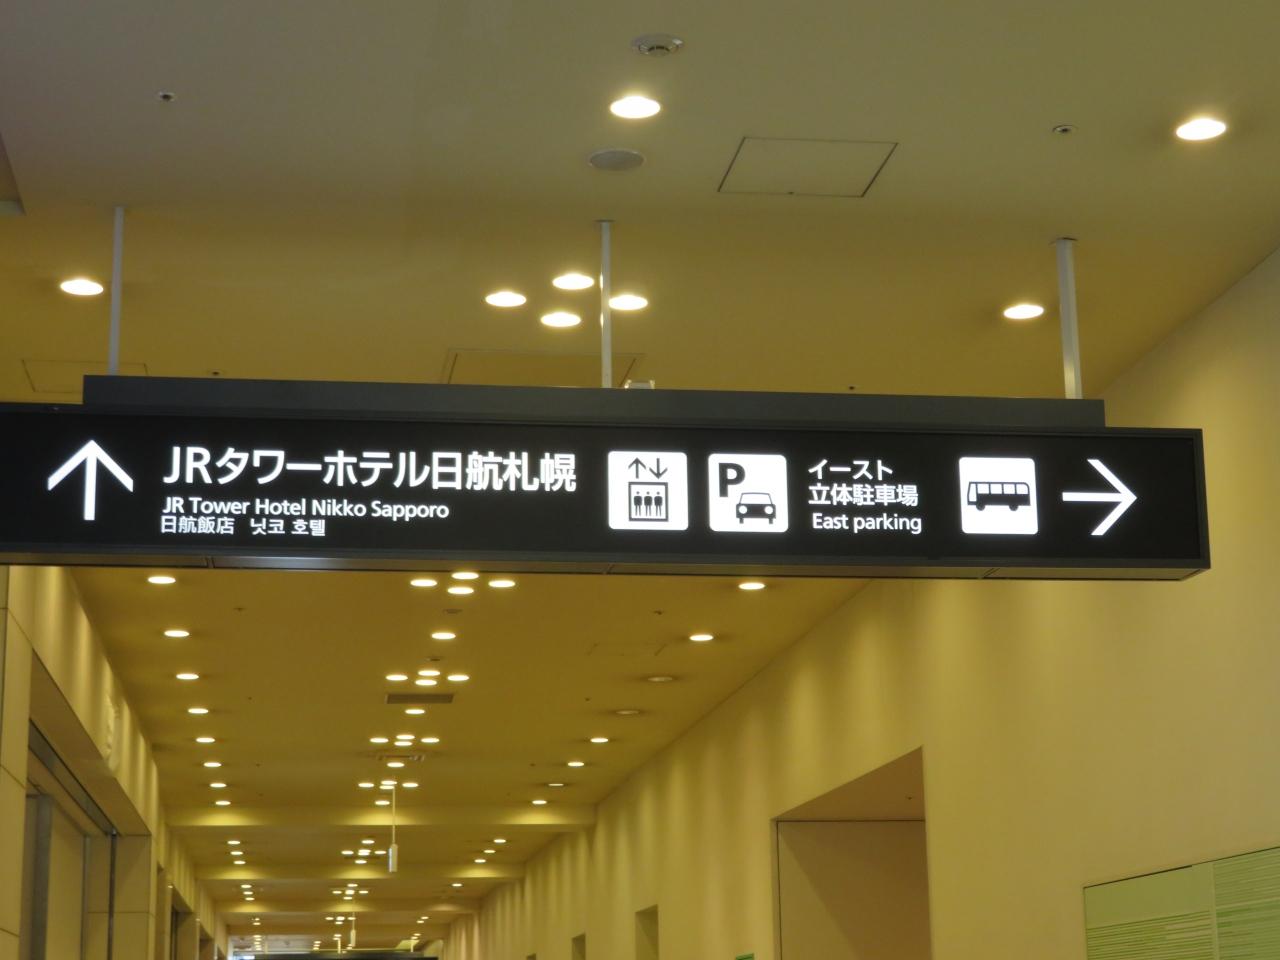 JRタワーホテル日航札幌
JR Tower Hotel Nikko Sapporo
日航飯店 닛코 호텔
P
イースト
立体駐車場
East parking